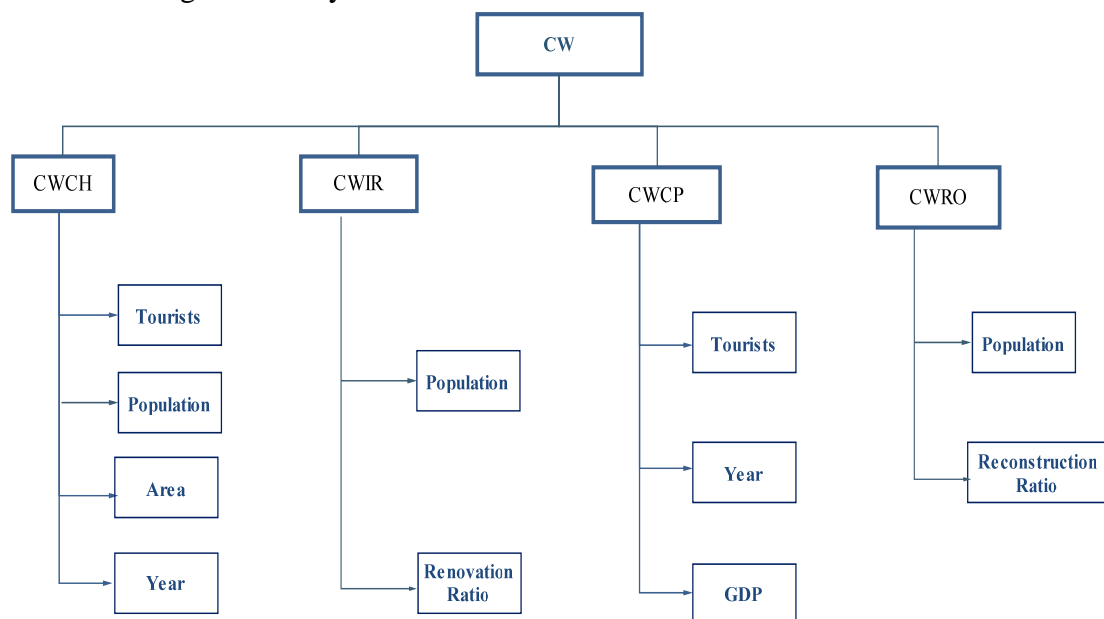 CW
CWCH
CWIR
CWCP
CWRO
Tourists
Population
Area
Year
Population
Renovation
Ratio
Tourists
Year
GDP
Population
Reconstruction
Ratio